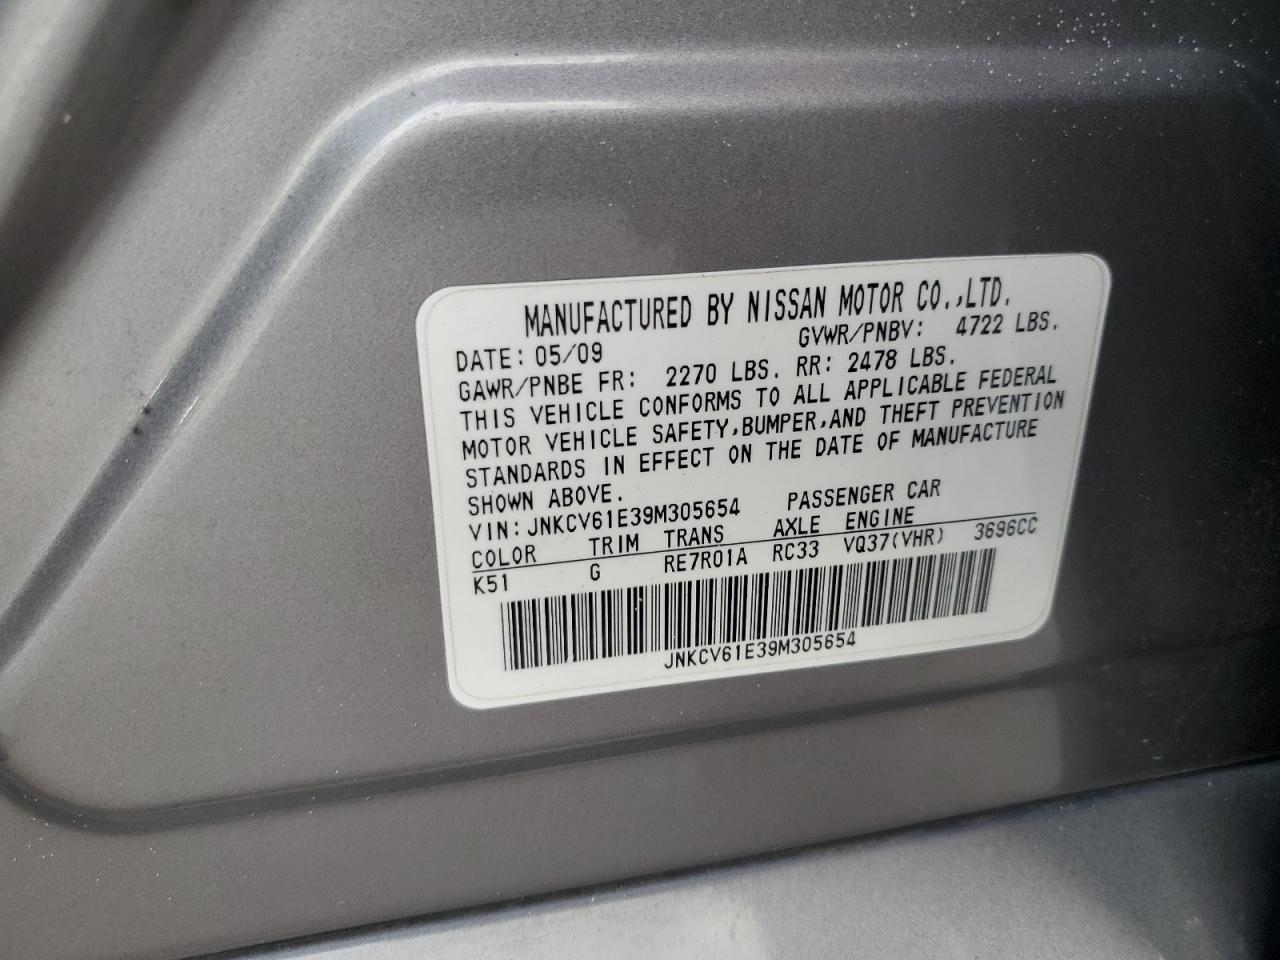 MANUFACTURED BY NISSAN MOTOR CO.,LTD.
DATE: 05/09 GVWR/PNBV: 4722 LBS.
GAWR/PNBE FR: 2270 LBS. RR: 2478 LBS.
THIS VEHICLE CONFORMS TO ALL APPLICABLE FEDERAL
MOTOR VEHICLE SAFETY,BUMPER,AND THEFT PREVENTION
STANDARDS IN EFFECT ON THE DATE OF MANUFACTURE
SHOWN ABOVE.
VIN: JNKCV61E39M305654 PASSENGER CAR
COLOR TRIM TRANS AXLE ENGINE
K51 G RE7R01A RC33 VQ37(VHR) 3696CC
JNKCV61E39M305654